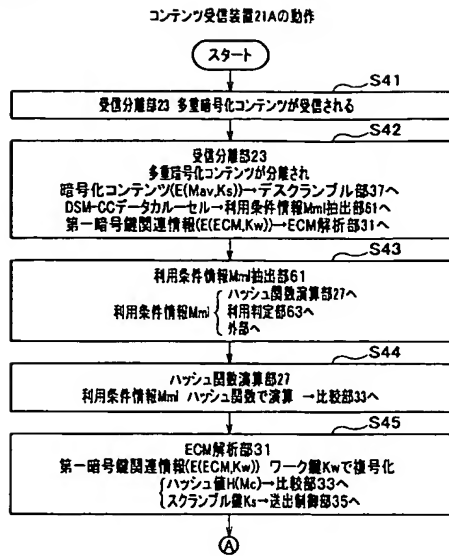 コンテンツ受信装置21Aの動作
スタート
S41
受信分離部23 多重暗号化コンテンツが受信される
S42
受信分離部23
多重暗号化コンテンツが分離され
暗号化コンテンツ(E(Mav,Ks))→デスクランブル部37へ
DSM-CCデータカルーセル→利用条件情報Mml抽出部61へ
第一暗号鍵関連情報(E(ECM,Kw))→ECM解析部31へ
S43
利用条件情報Mml抽出部61
ハッシュ関数演算部27へ
利用条件情報Mml 利用判定部63へ
外部へ
S44
ハッシュ関数演算部27
利用条件情報Mml ハッシュ関数で演算 →比較部33へ
S45
ECM解析部31
第一暗号鍵関連情報(E(ECM,Kw)) ワーク鍵Kwで復号化
ハッシュ値H(Mc)→比較部33へ
スクランブル鍵Ks→送出制御部35へ
A